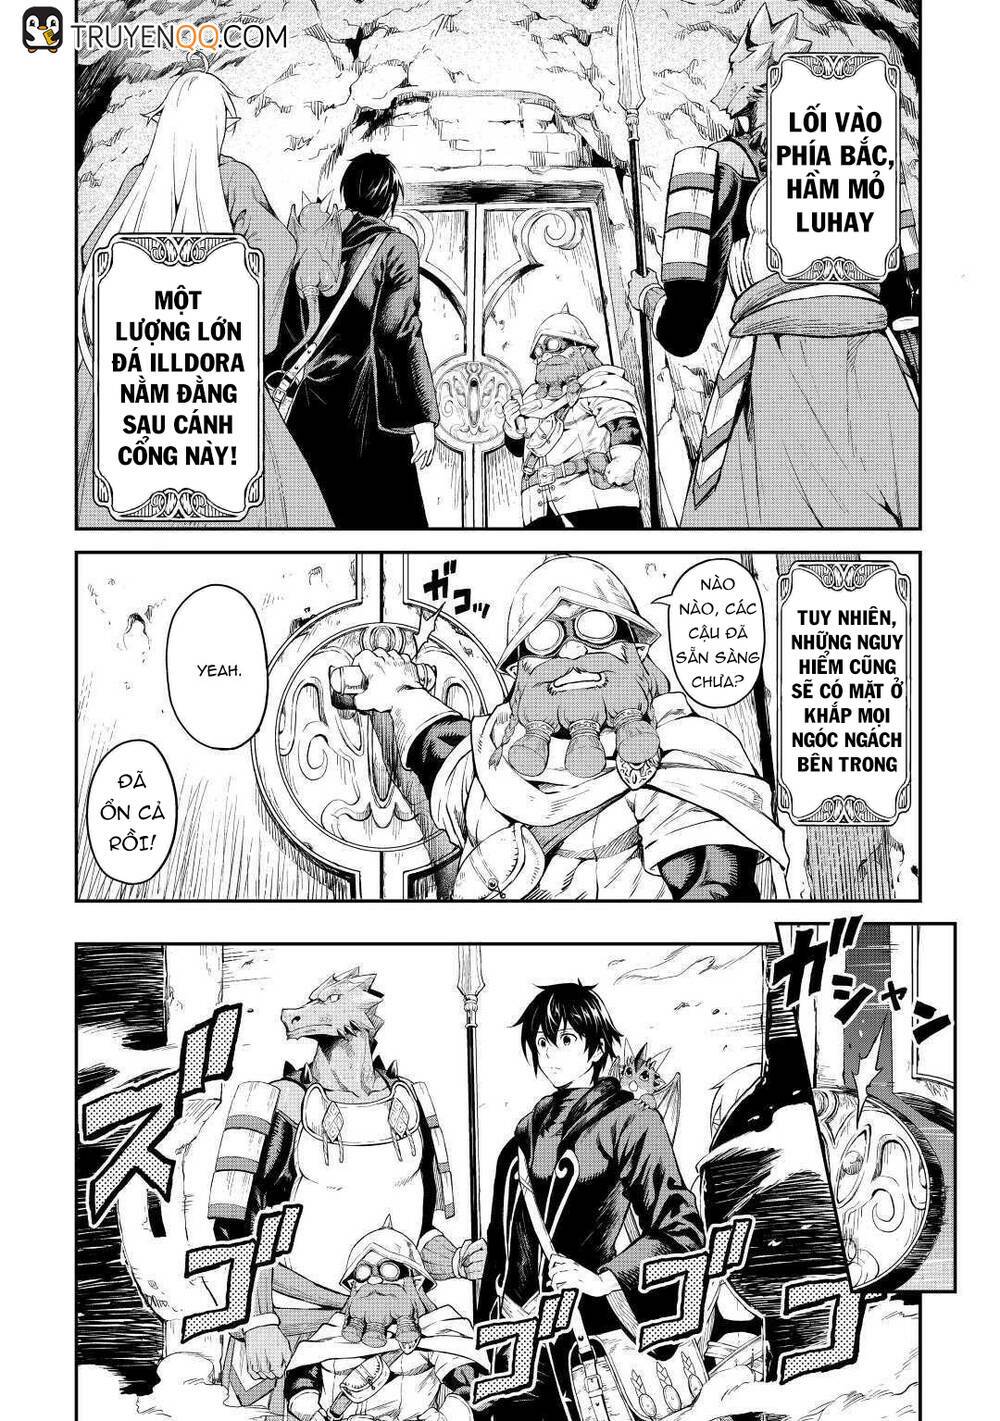 TRUYENQQ.COM
LỐI VÀO
PHÍA BẮC,
HẦM MỎ
LUHAY
MỘT
LƯỢNG LỚN
ĐÁ ILLDORA
NẰM ĐẰNG
SAU CÁNH
CỔNG NÀY!
TUY NHIÊN,
NHỮNG NGUY
HIỂM CŨNG
SẼ CÓ MẶT Ở
KHẮP MỌI
NGÓC NGÁCH
BÊN TRONG
NÀO
NÀO, CÁC
CẬU ĐÃ
SẴN SÀNG
CHƯA?
ガコッ
YEAH.
ĐÃ
ỔN CẢ
RỒI!
ガシャン
ズゴゴゴゴ